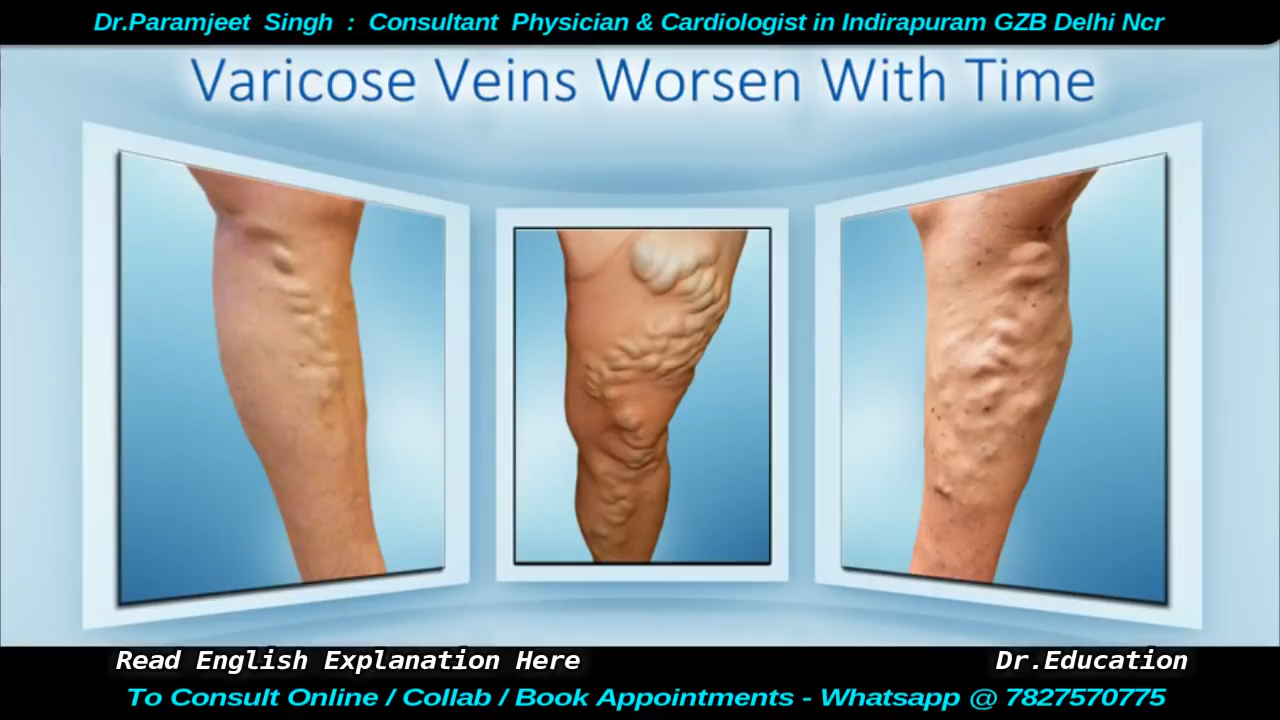 Dr.Paramjeet Singh : Consultant Physician & Cardiologist in Indirapuram GZB Delhi Ncr
Varicose Veins Worsen With Time
Read English Explanation Here
Dr.Education
To Consult Online / Collab / Book Appointments - Whatsapp @ 7827570775